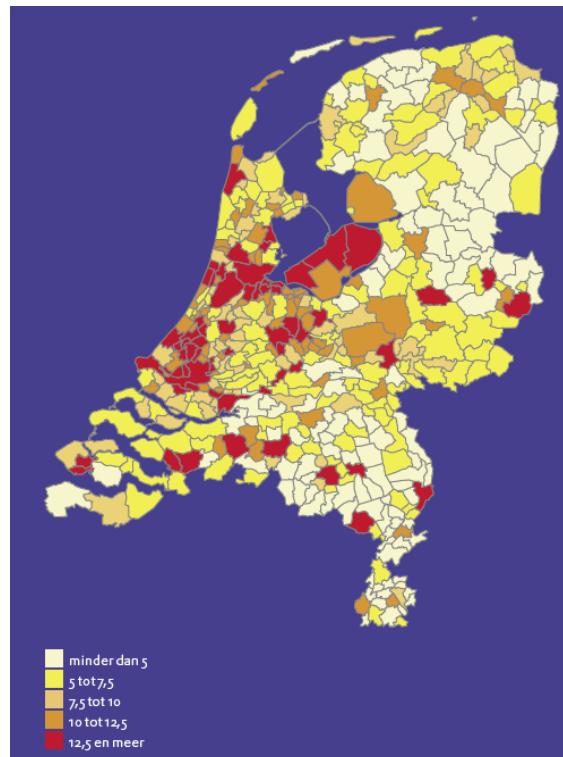 minder dan 5
5 tot 7,5
7,5 tot 10
10 tot 12,5
12,5 en meer